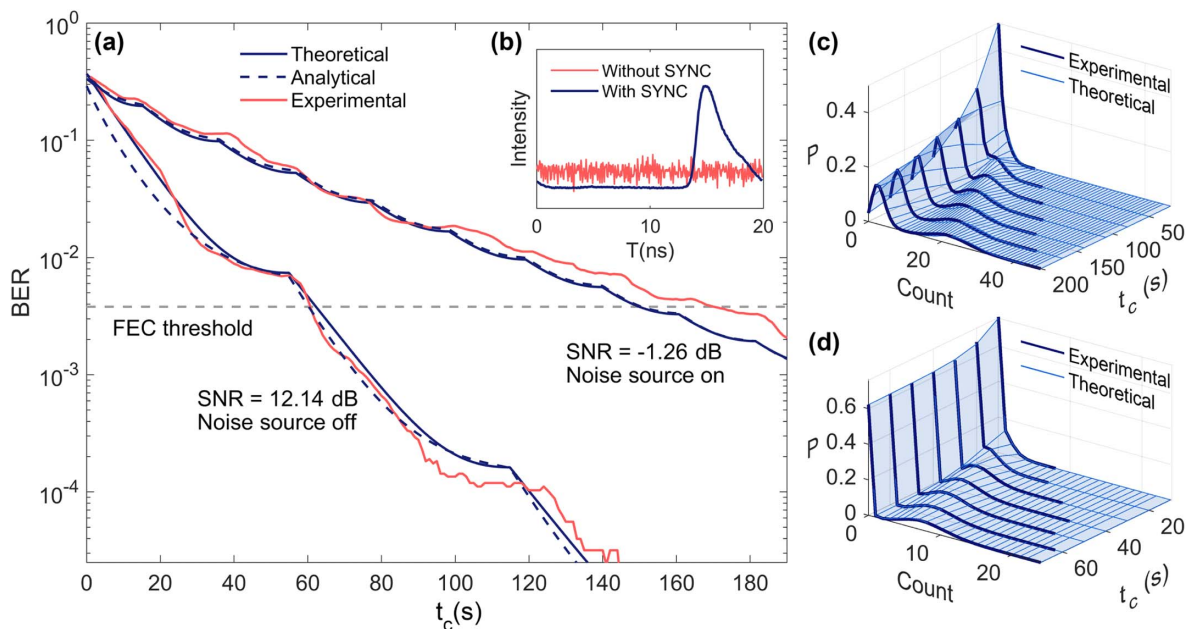 (a)
10^0
10^-1
10^-2
10^-3
10^-4
BER
0
20
40
60
80
100
120
140
160
180
t_c(s)
Theoretical
Analytical
Experimental
FEC threshold
SNR = 12.14 dB
Noise source off
SNR = -1.26 dB
Noise source on
(b)
Without SYNC
With SYNC
Intensity
0
10
20
T(ns)
(c)
Experimental
Theoretical
P
0.4
0.2
0
0
20
40
Count
200
150
100
50
t_c (s)
(d)
Experimental
Theoretical
P
0.6
0.4
0.2
0
0
10
20
Count
60
40
20
t_c (s)